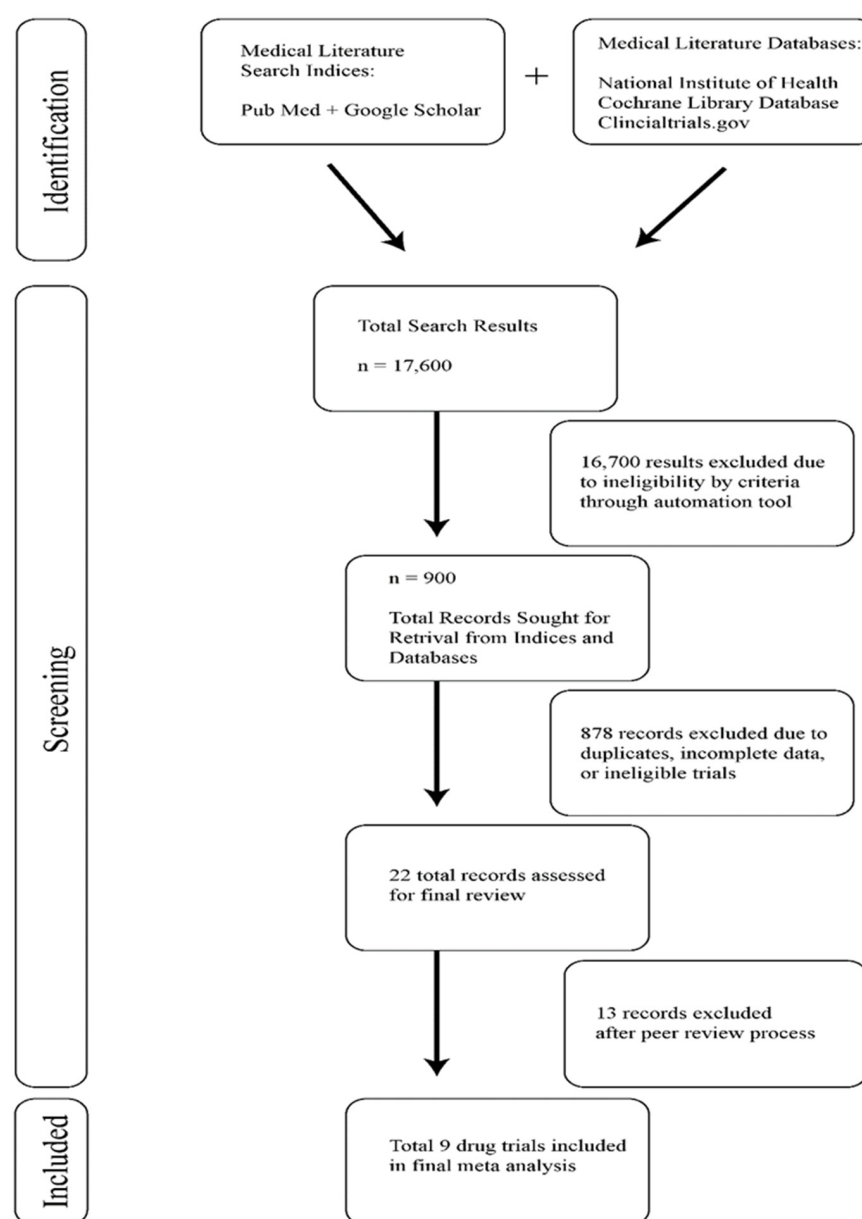 Identification
Medical Literature
Search Indices:
Pub Med + Google Scholar
+
Medical Literature Databases:
National Institute of Health
Cochrane Library Database
Clincialtrials.gov
Screening
Total Search Results
n = 17,600
16,700 results excluded due
to ineligibility by criteria
through automation tool
n = 900
Total Records Sought for
Retrival from Indices and
Databases
878 records excluded due to
duplicates, incomplete data,
or ineligible trials
22 total records assessed
for final review
13 records excluded
after peer review process
Included
Total 9 drug trials included
in final meta analysis